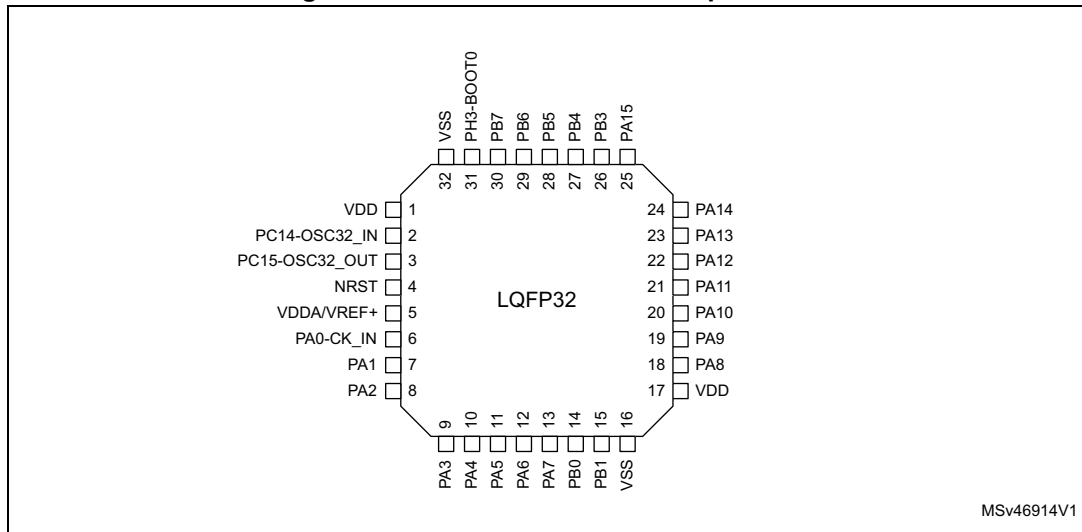 VSS
PH3-BOOT0
PB7
PB6
PB5
PB4
PB3
PA15
32
31
30
29
28
27
26
25
VDD 1
PC14-OSC32_IN 2
PC15-OSC32_OUT 3
NRST 4
VDDA/VREF+ 5
PA0-CK_IN 6
PA1 7
PA2 8
LQFP32
24 PA14
23 PA13
22 PA12
21 PA11
20 PA10
19 PA9
18 PA8
17 VDD
9
10
11
12
13
14
15
16
PA3
PA4
PA5
PA6
PA7
PB0
PB1
VSS
MSv46914V1